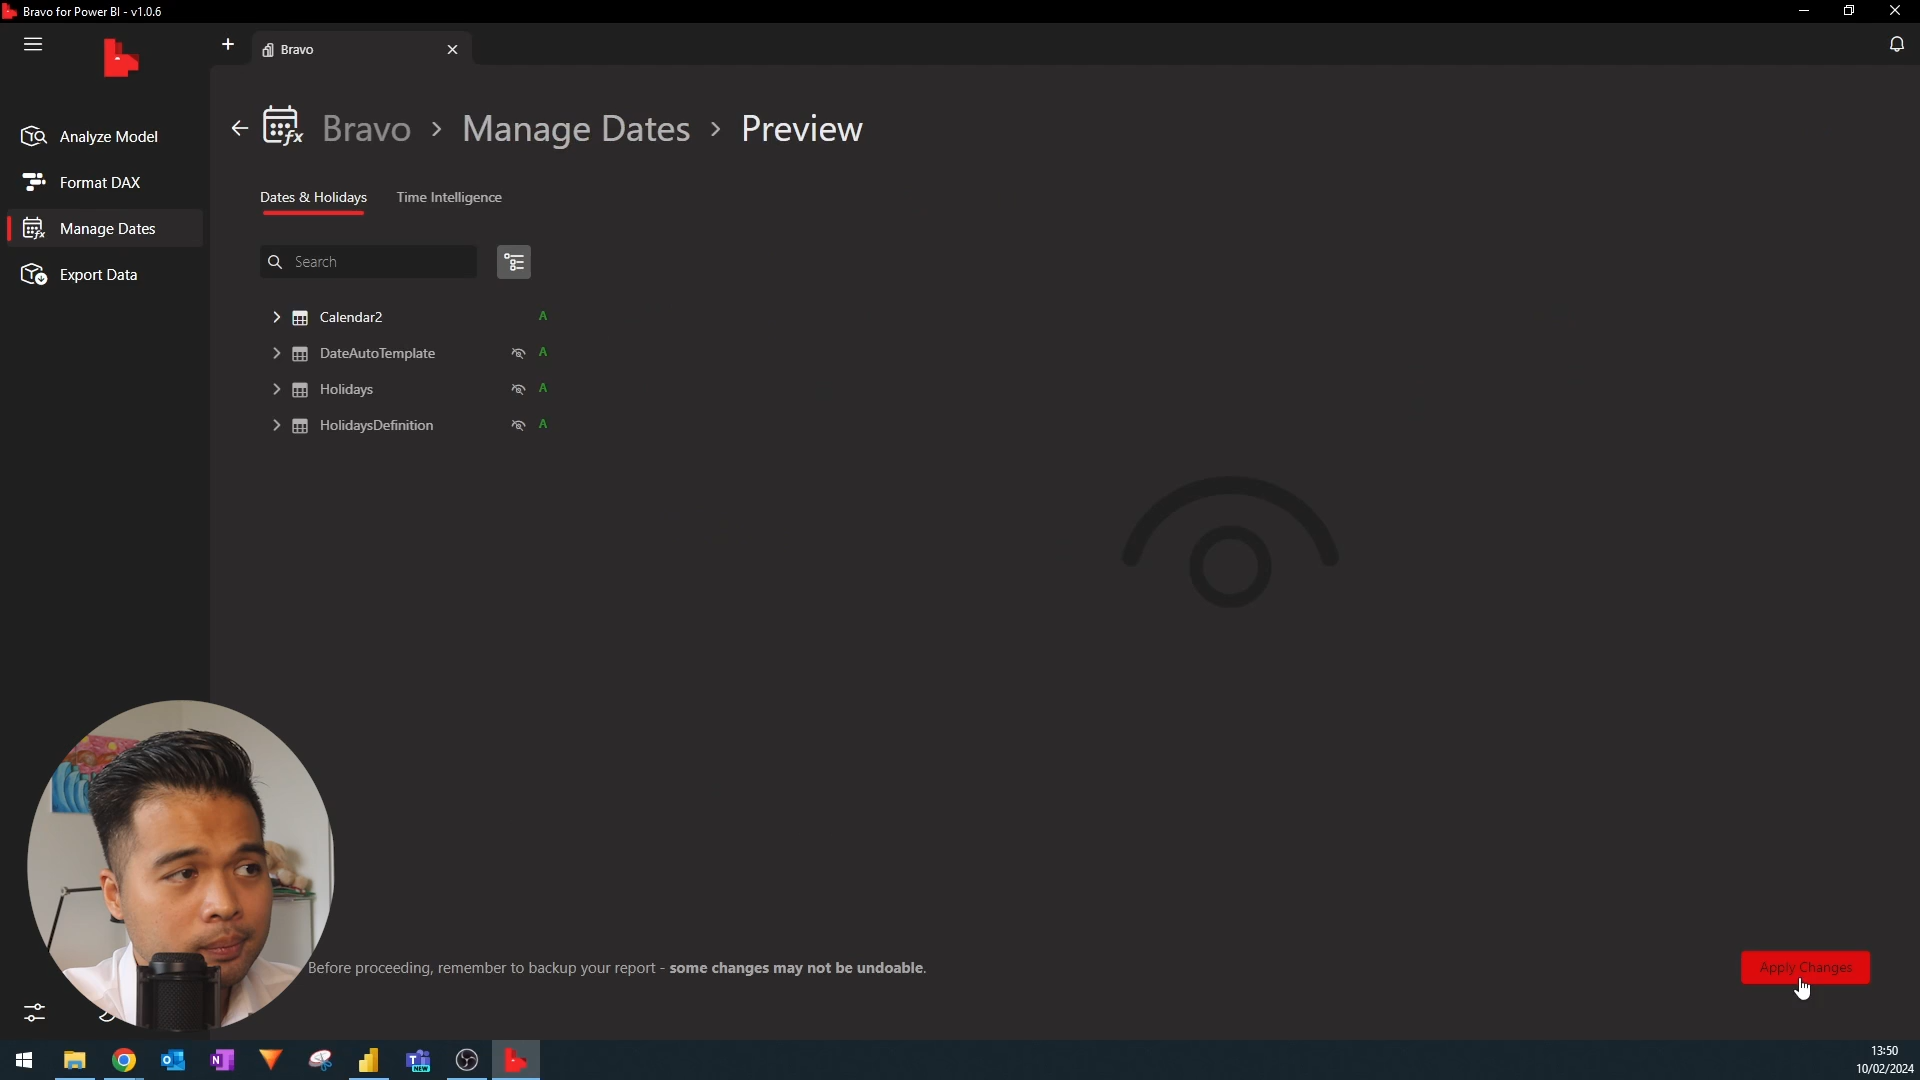 Bravo for Power BI - v1.0.6
Bravo
Analyze Model
Format DAX
Manage Dates
Export Data
Bravo > Manage Dates > Preview
Dates & Holidays
Time Intelligence
Search
Calendar2 A
DateAutoTemplate A
Holidays A
HolidaysDefinition A
Before proceeding, remember to backup your report - some changes may not be undoable.
Apply Changes
13:50
10/02/2024